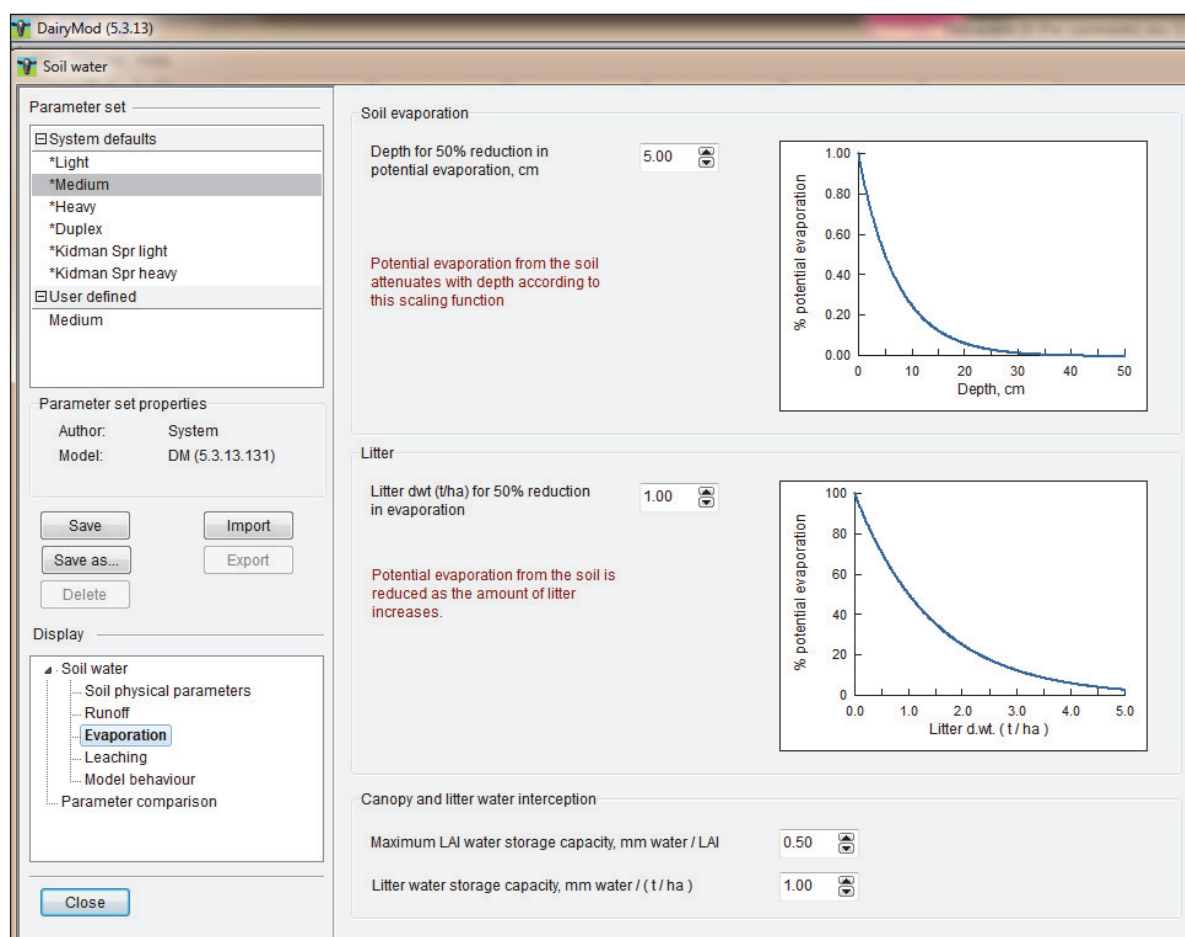 DairyMod (5.3.13)
Soil water
Parameter set
System defaults
*Light
*Medium
*Heavy
*Duplex
*Kidman Spr light
*Kidman Spr heavy
User defined
Medium
Parameter set properties
Author: System
Model: DM (5.3.13.131)
Save Import
Save as... Export
Delete
Display
Soil water
Soil physical parameters
Runoff
Evaporation
Leaching
Model behaviour
Parameter comparison
Close
Soil evaporation
Depth for 50% reduction in
potential evaporation, cm
5.00
Potential evaporation from the soil
attenuates with depth according to
this scaling function
% potential evaporation
1.00
0.80
0.60
0.40
0.20
0.00
0 10 20 30 40 50
Depth, cm
Litter
Litter dwt (t/ha) for 50% reduction
in evaporation
1.00
Potential evaporation from the soil is
reduced as the amount of litter
increases.
% potential evaporation
100
80
60
40
20
0
0.0 1.0 2.0 3.0 4.0 5.0
Litter d.wt. ( t / ha )
Canopy and litter water interception
Maximum LAI water storage capacity, mm water / LAI 0.50
Litter water storage capacity, mm water / ( t / ha ) 1.00